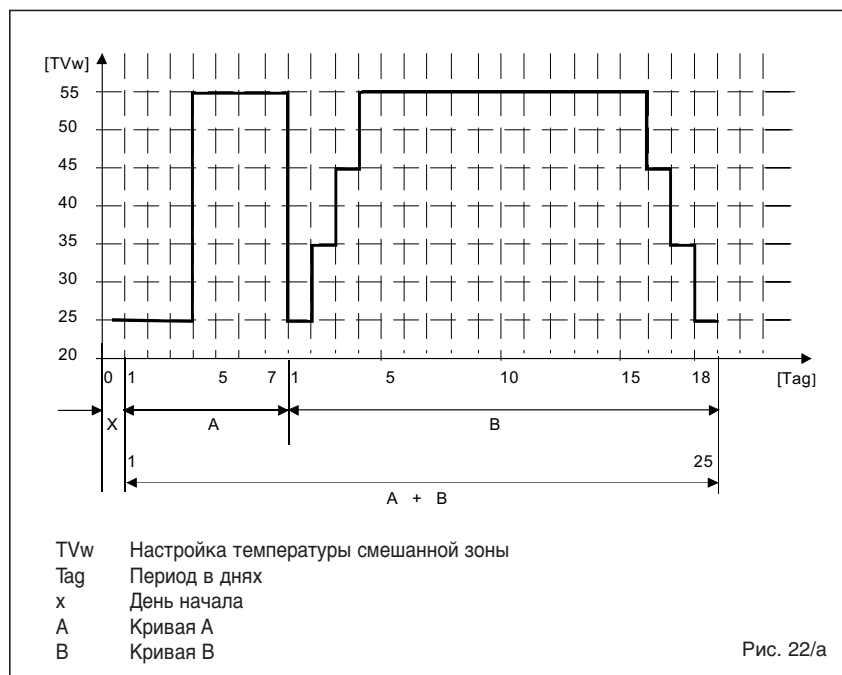 [TVw]
55
50
45
40
35
30
25
20
0 1 5 7 1 5 10 15 18 [Tag]
X A B
1 25
A + B
TVw Настройка температуры смешанной зоны
Tag Период в днях
x День начала
A Кривая A
B Кривая B
Рис. 22/a